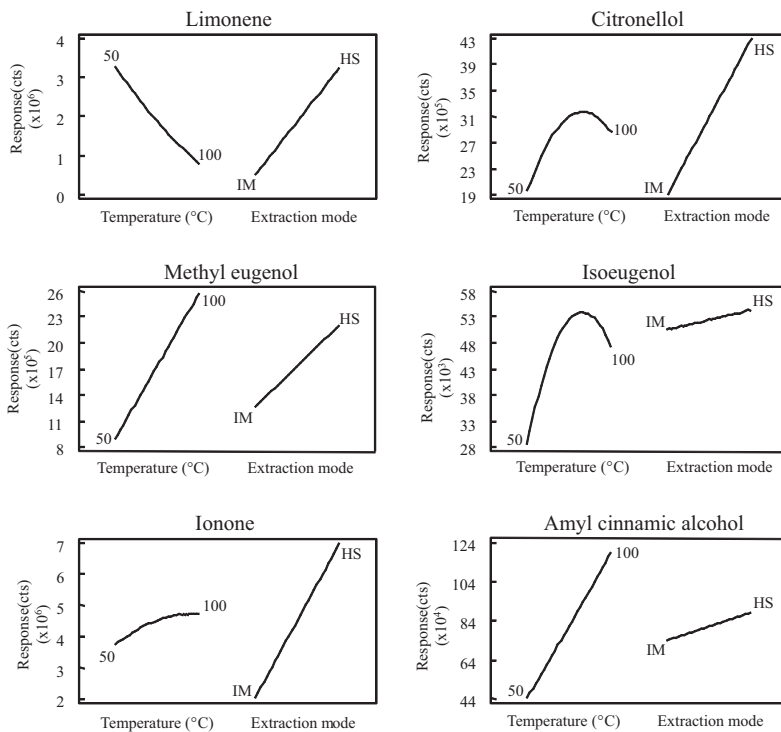 Limonene
Response(cts)
(x10⁶)
4
3
2
1
0
50
100
IM
HS
Temperature (°C)
Extraction mode
Citronellol
Response(cts)
(x10⁵)
43
39
35
31
27
23
19
50
100
IM
HS
Temperature (°C)
Extraction mode
Methyl eugenol
Response(cts)
(x10⁵)
26
23
20
17
14
11
8
50
100
IM
HS
Temperature (°C)
Extraction mode
Isoeugenol
Response(cts)
(x10³)
58
53
48
43
38
33
28
50
100
IM
HS
Temperature (°C)
Extraction mode
Ionone
Response(cts)
(x10⁶)
7
6
5
4
3
2
50
100
IM
HS
Temperature (°C)
Extraction mode
Amyl cinnamic alcohol
Response(cts)
(x10⁴)
124
104
84
64
44
50
100
IM
HS
Temperature (°C)
Extraction mode